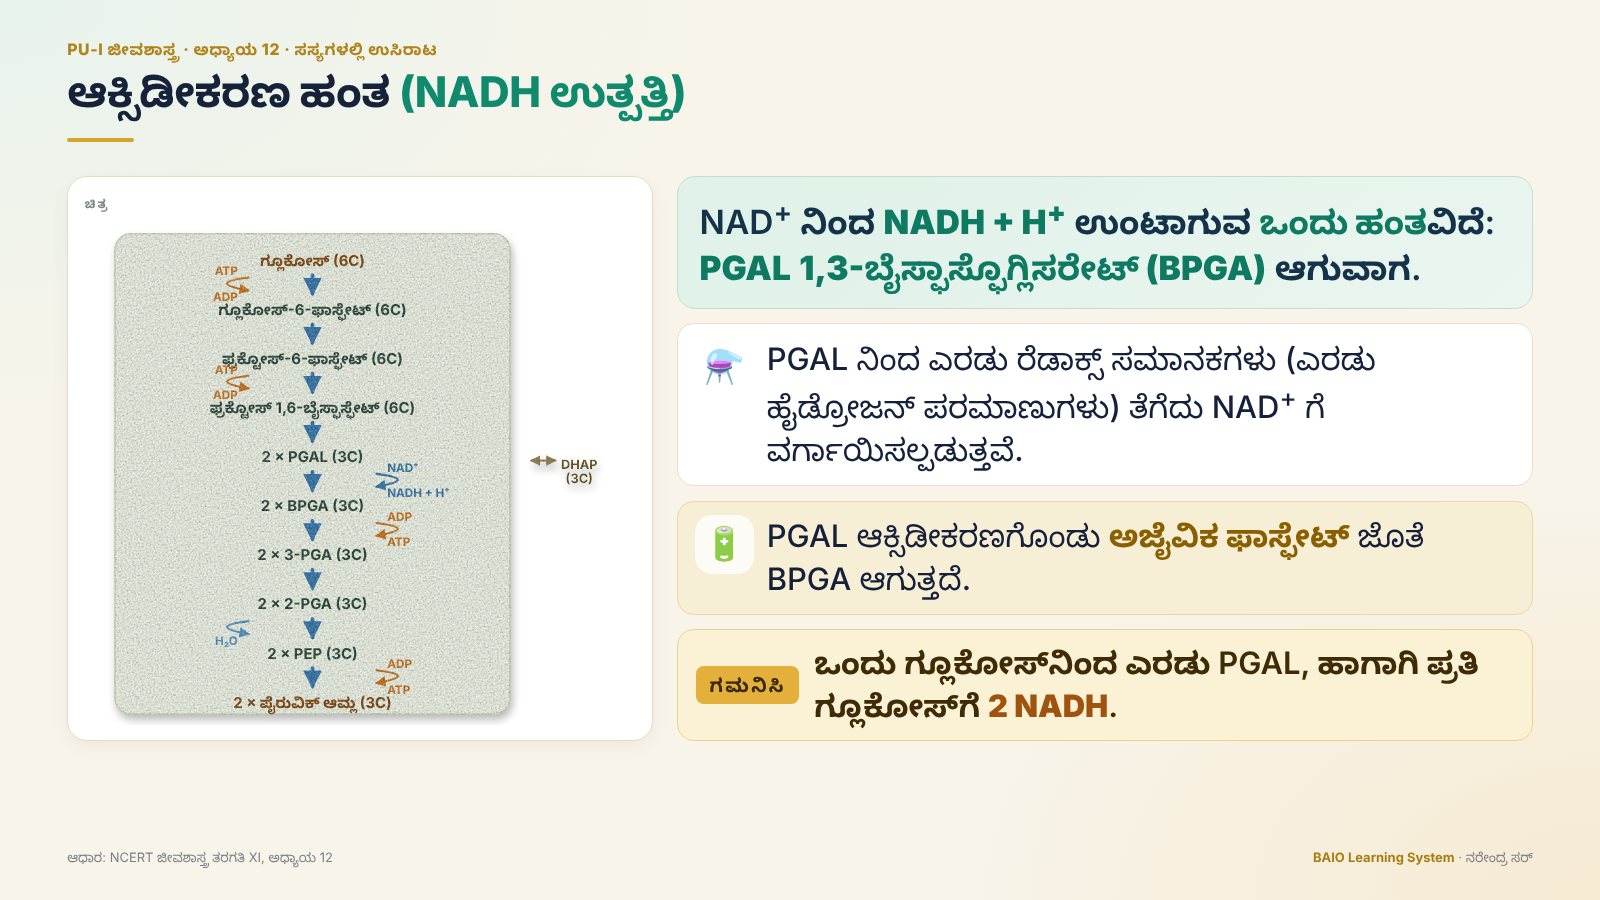 PU-I ಜೀವಶಾಸ್ತ್ರ · ಅಧ್ಯಾಯ 12 · ಸಸ್ಯಗಳಲ್ಲಿ ಉಸಿರಾಟ
ಆಕ್ಸಿಡೀಕರಣ ಹಂತ (NADH ಉತ್ಪತ್ತಿ)
ಚಿತ್ರ
ಗ್ಲೂಕೋಸ್ (6C)
ATP
ADP
ಗ್ಲೂಕೋಸ್-6-ಫಾಸ್ಫೇಟ್ (6C)
ಫ್ರಕ್ಟೋಸ್-6-ಫಾಸ್ಫೇಟ್ (6C)
ATP
ADP
ಫ್ರಕ್ಟೋಸ್ 1,6-ಬೈಸ್ಫಾಸ್ಫೇಟ್ (6C)
2 × PGAL (3C)
DHAP
(3C)
NAD⁺
NADH + H⁺
2 × BPGA (3C)
ADP
ATP
2 × 3-PGA (3C)
2 × 2-PGA (3C)
H₂O
2 × PEP (3C)
ADP
ATP
2 × ಪೈರುವಿಕ್ ಆಮ್ಲ (3C)
NAD⁺ ನಿಂದ NADH + H⁺ ಉಂಟಾಗುವ ಒಂದು ಹಂತವಿದೆ:
PGAL 1,3-ಬೈಸ್ಫಾಸ್ಫೊಗ್ಲಿಸರೇಟ್ (BPGA) ಆಗುವಾಗ.
PGAL ನಿಂದ ಎರಡು ರೆಡಾಕ್ಸ್ ಸಮಾನಕಗಳು (ಎರಡು
ಹೈಡ್ರೋಜನ್ ಪರಮಾಣುಗಳು) ತೆಗೆದು NAD⁺ ಗೆ
ವರ್ಗಾಯಿಸಲ್ಪಡುತ್ತವೆ.
PGAL ಆಕ್ಸಿಡೀಕರಣಗೊಂಡು ಅಜೈವಿಕ ಫಾಸ್ಫೇಟ್ ಜೊತೆ
BPGA ಆಗುತ್ತದೆ.
ಗಮನಿಸಿ
ಒಂದು ಗ್ಲೂಕೋಸ್‌ನಿಂದ ಎರಡು PGAL, ಹಾಗಾಗಿ ಪ್ರತಿ
ಗ್ಲೂಕೋಸ್‌ಗೆ 2 NADH.
ಆಧಾರ: NCERT ಜೀವಶಾಸ್ತ್ರ ತರಗತಿ XI, ಅಧ್ಯಾಯ 12
BAIO Learning System · ನರೇಂದ್ರ ಸರ್